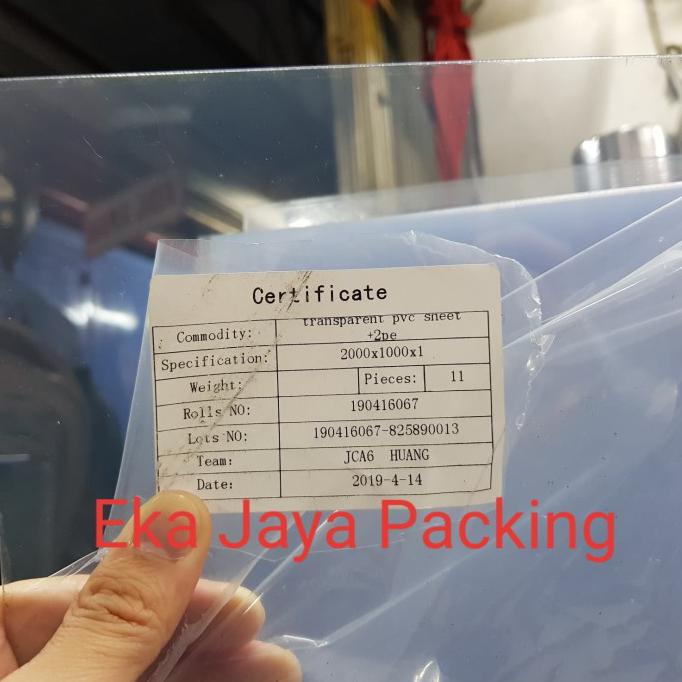 Certificate
Commodity: transparent pvc sheet
+2pe
Specification: 2000x1000x1
Weight: Pieces: 11
Rolls NO: 190416067
Lots NO: 190416067-825890013
Team: JCA6 HUANG
Date: 2019-4-14
Eka Jaya Packing